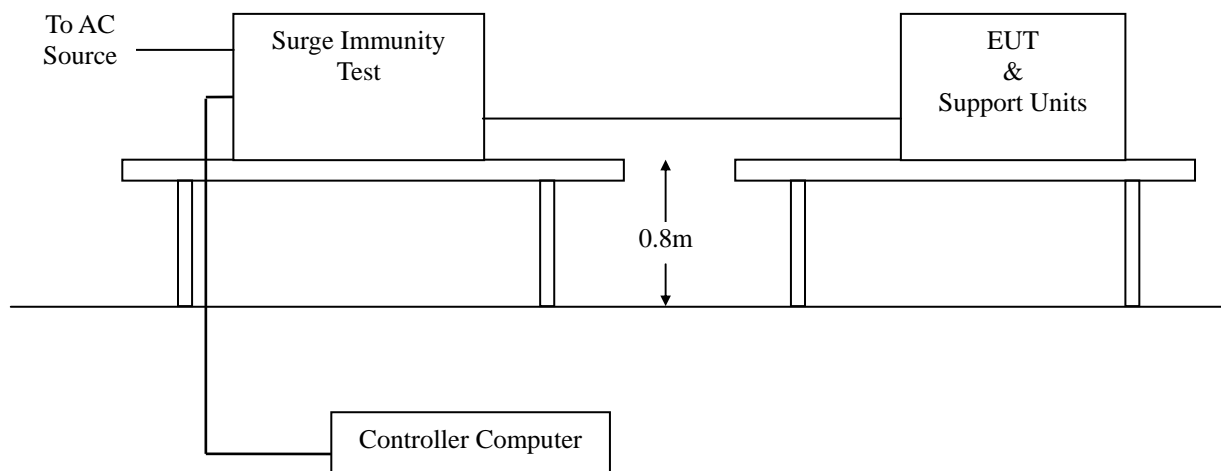 To AC
Source
Surge Immunity
Test
EUT
&
Support Units
0.8m
Controller Computer